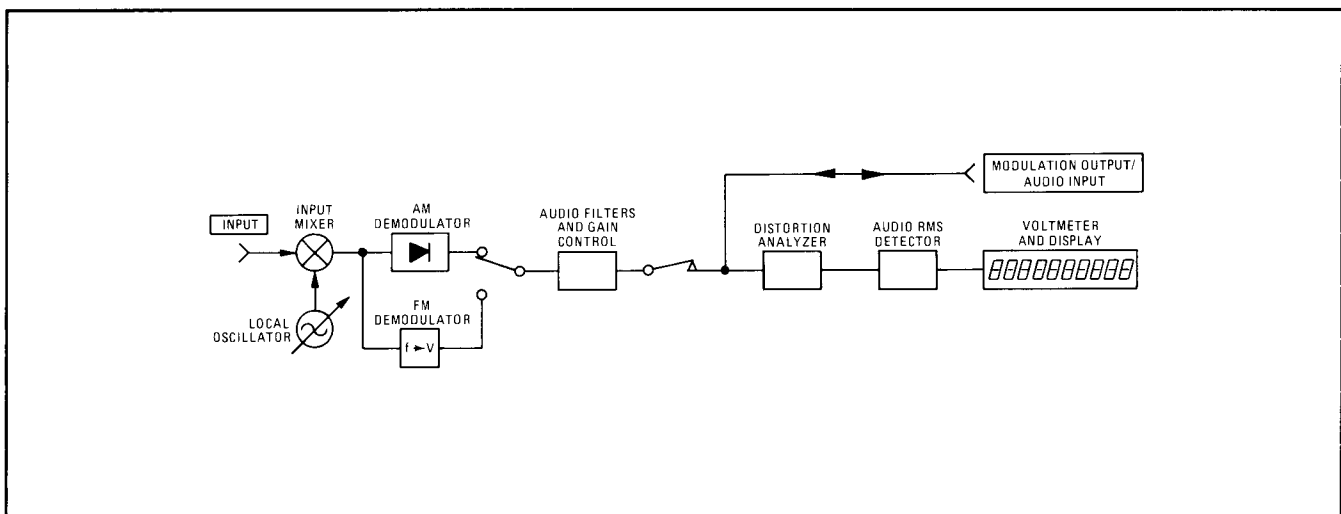 INPUT
INPUT
MIXER
LOCAL
OSCILLATOR
AM
DEMODULATOR
FM
DEMODULATOR
f V
AUDIO FILTERS
AND GAIN
CONTROL
MODULATION OUTPUT/
AUDIO INPUT
DISTORTION
ANALYZER
AUDIO RMS
DETECTOR
VOLTMETER
AND DISPLAY
0000000000